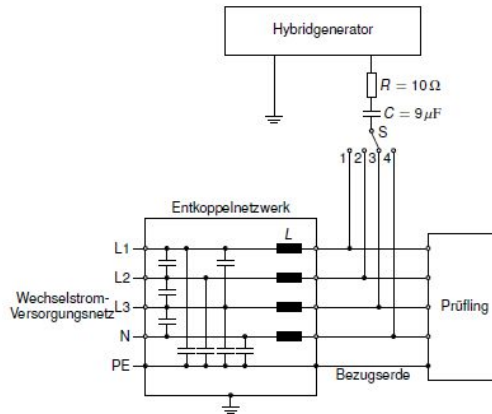 Hybridgenerator
R = 10 Ω
C = 9 µF
S
1 2 3 4
Entkoppelnetzwerk
L
L1
L2
Wechselstrom-
Versorgungsnetz
L3
N
PE
Prüfling
Bezugserde